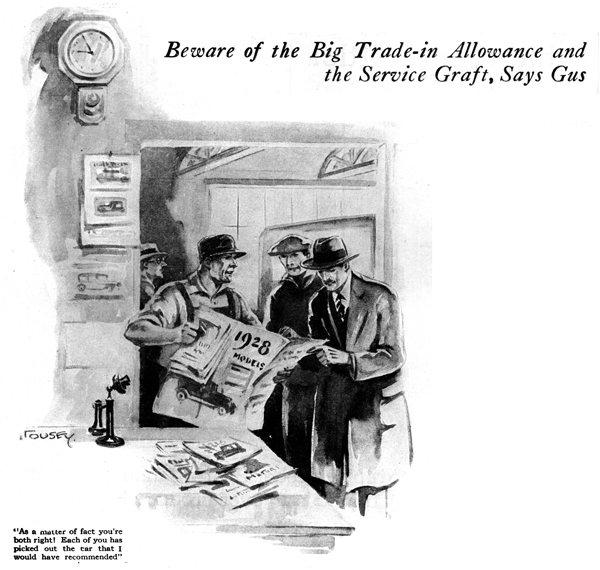 Beware of the Big Trade-in Allowance and
the Service Graft, Says Gus
1928
MODELS
TOUSEY.
"As a matter of fact you're
both right! Each of you has
picked out the car that I
would have recommended"